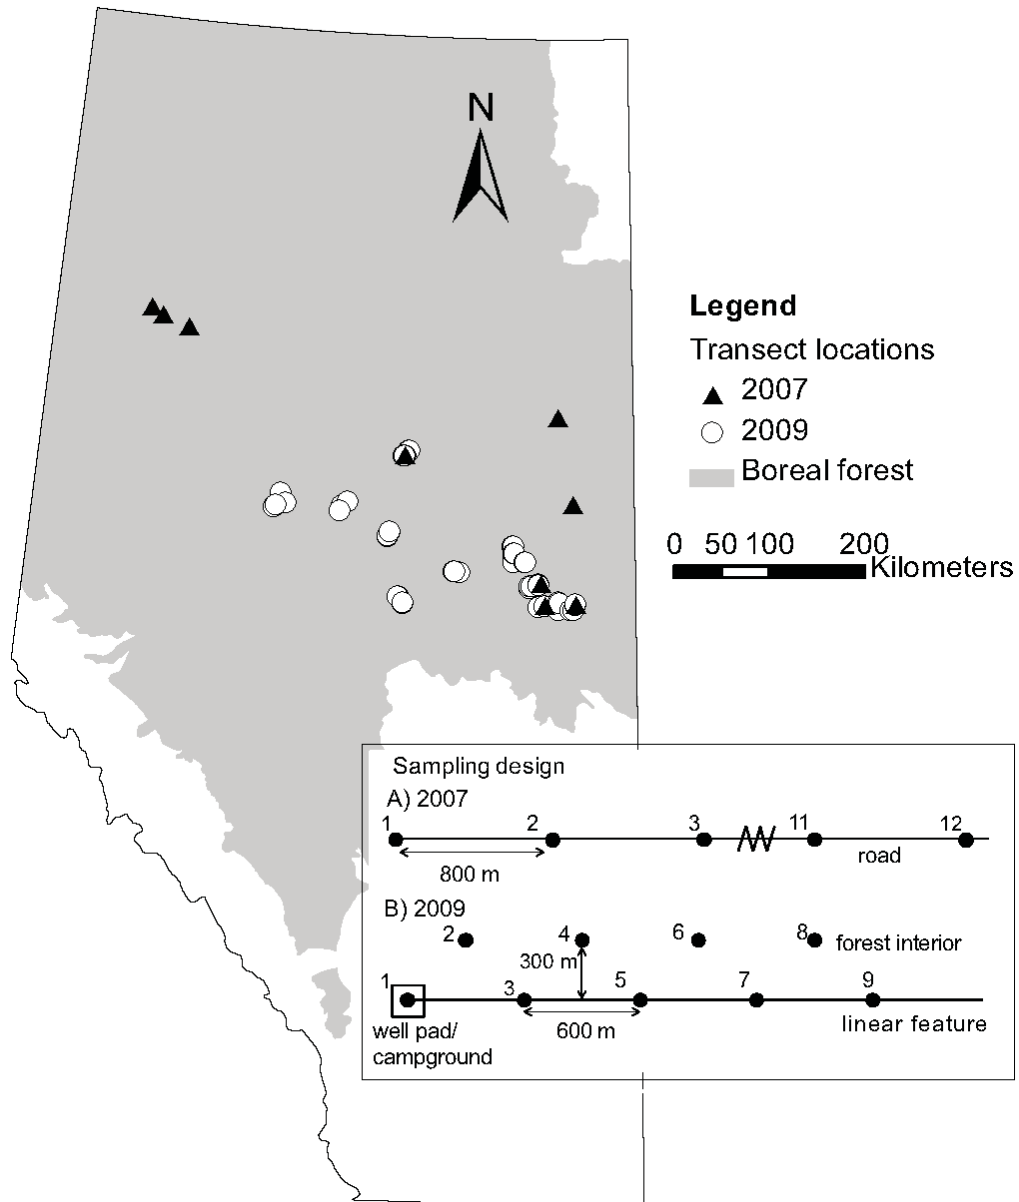 N
Legend
Transect locations
2007
2009
Boreal forest
0 50 100 200
Kilometers
Sampling design
A) 2007
1 2 3 11 12
road
800 m
B) 2009
2 4 6 8 forest interior
300 m
1 3 5 7 9
600 m
linear feature
well pad/
campground